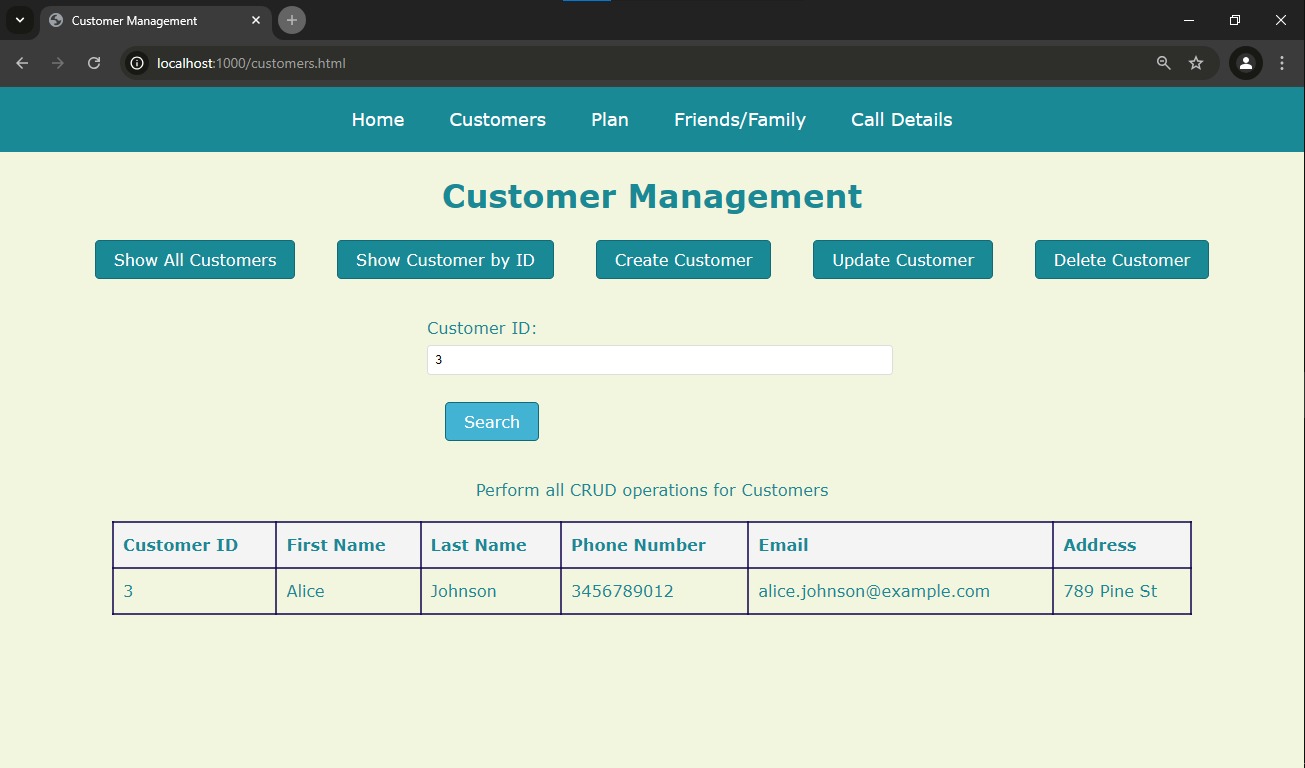 Customer Management
localhost:1000/customers.html
Home Customers Plan Friends/Family Call Details
Customer Management
Show All Customers Show Customer by ID Create Customer Update Customer Delete Customer
Customer ID:
3
Search
Perform all CRUD operations for Customers
Customer ID First Name Last Name Phone Number Email Address
3 Alice Johnson 3456789012 alice.johnson@example.com 789 Pine St